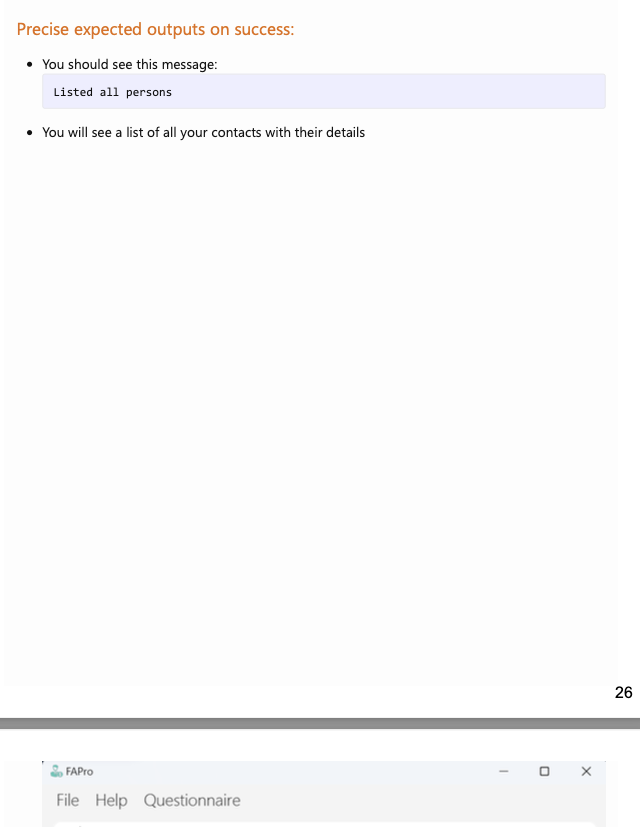 Precise expected outputs on success:
• You should see this message:
Listed all persons
• You will see a list of all your contacts with their details
26
FAPro
File Help Questionnaire